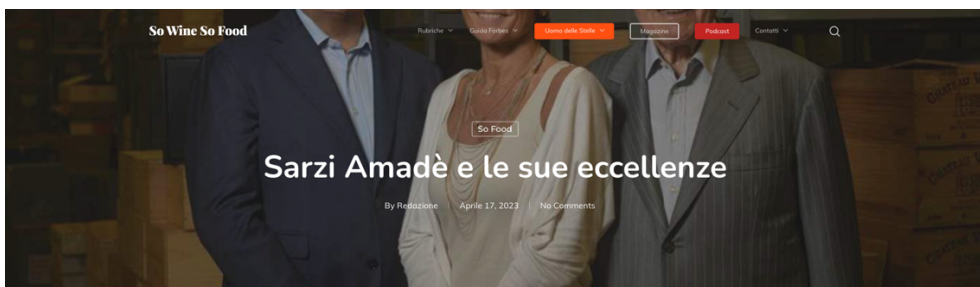 So Wine So Food
Rubriche Guida Forbes Uomo delle Stelle Magazine Podcast Contatti
So Food
Sarzi Amadè e le sue eccellenze
By Redazione Aprile 17, 2023 No Comments